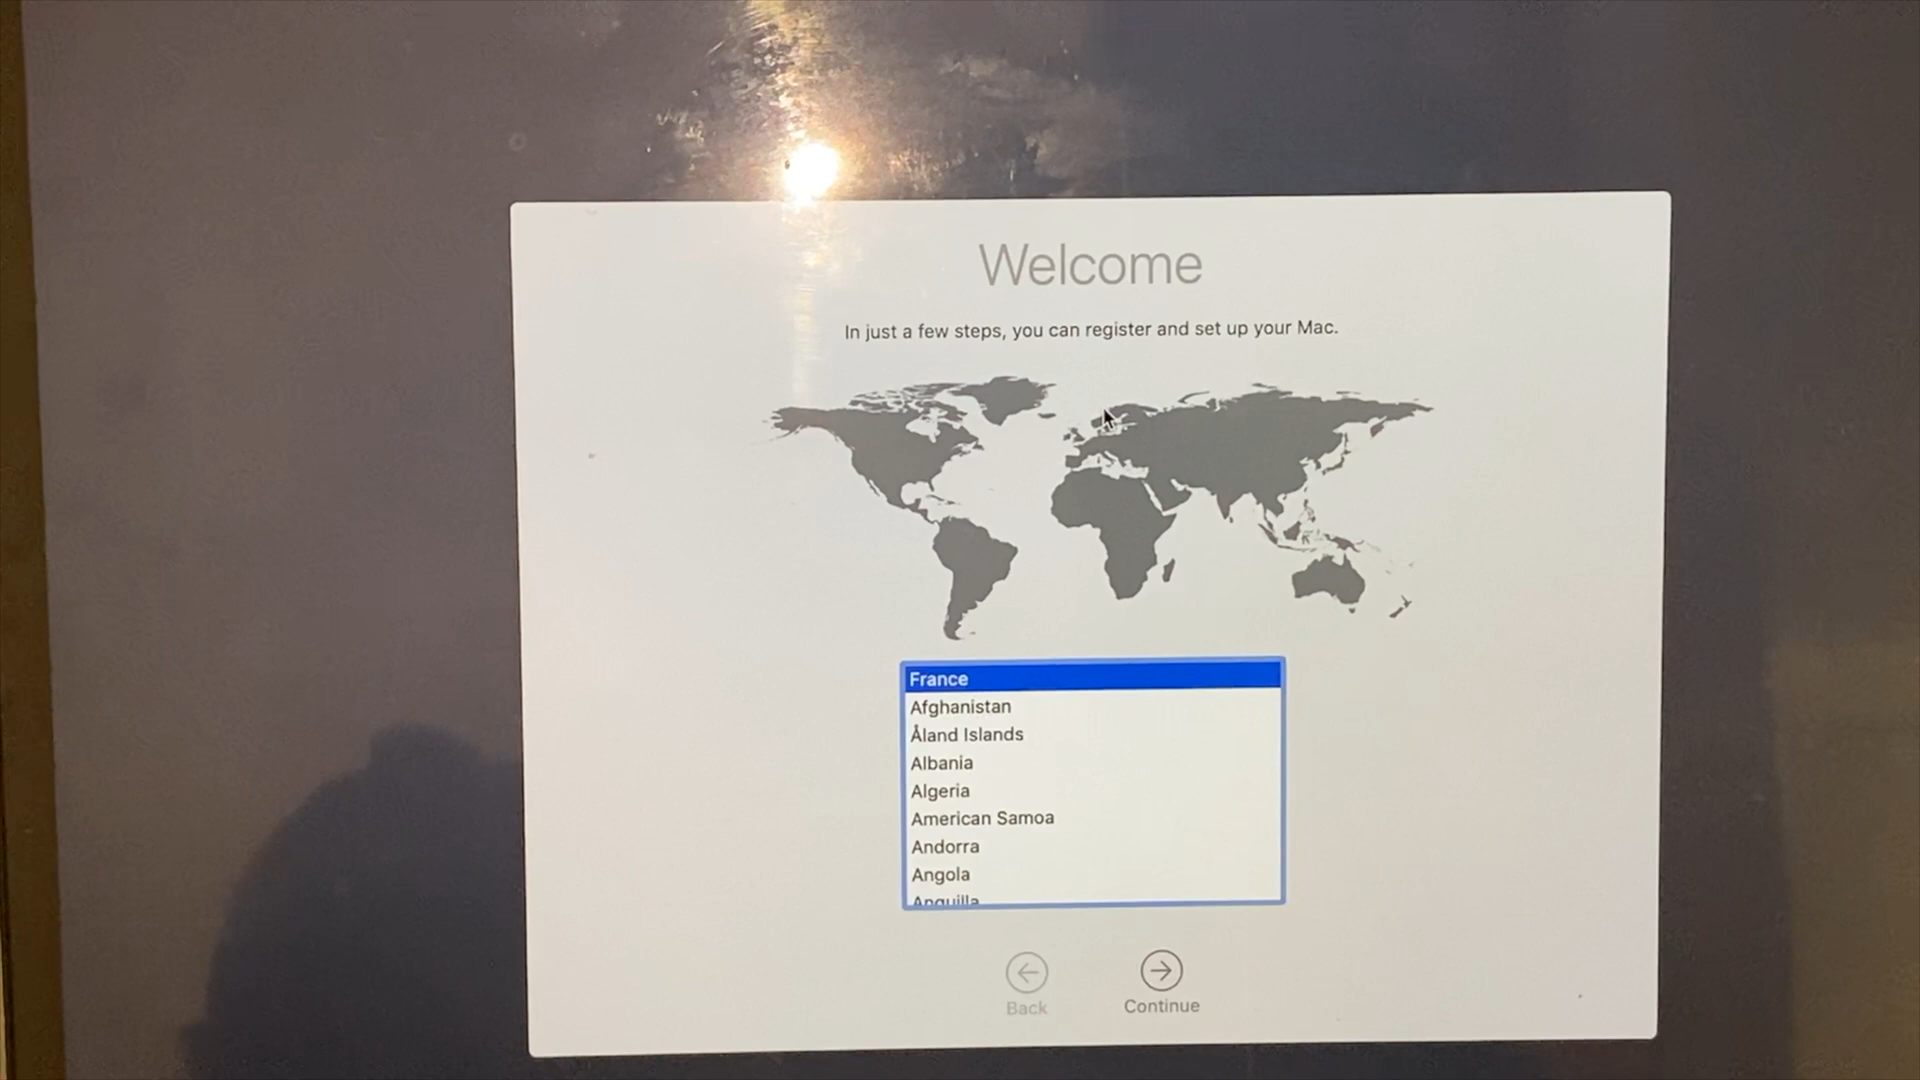 Welcome
In just a few steps, you can register and set up your Mac.
France
Afghanistan
Åland Islands
Albania
Algeria
American Samoa
Andorra
Angola
Anguilla
Back
Continue